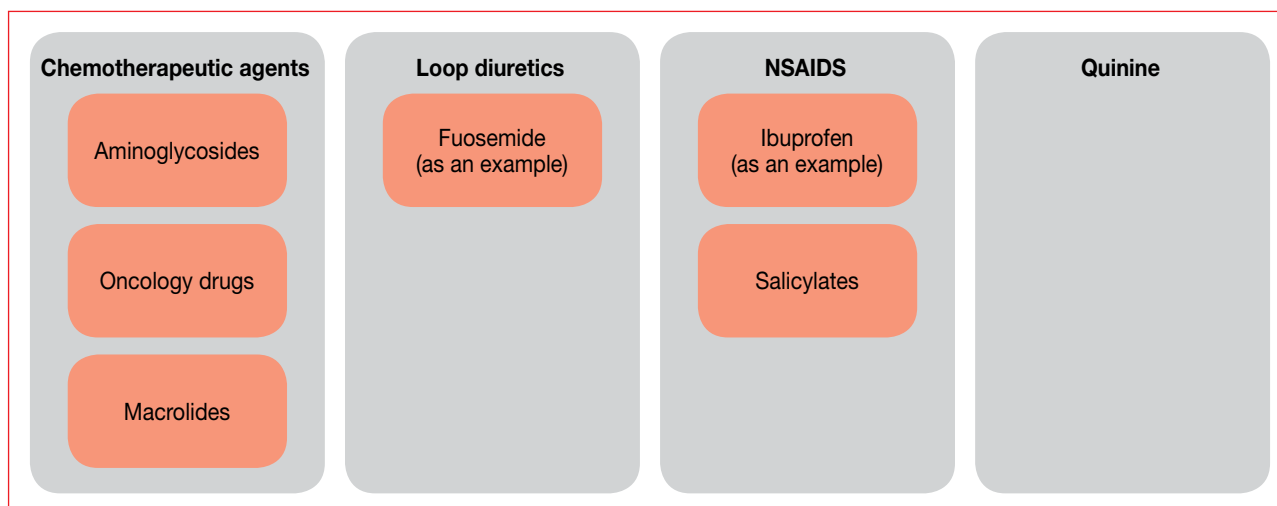 Chemotherapeutic agents
Aminoglycosides
Oncology drugs
Macrolides
Loop diuretics
Fuosemide
(as an example)
NSAIDS
Ibuprofen
(as an example)
Salicylates
Quinine